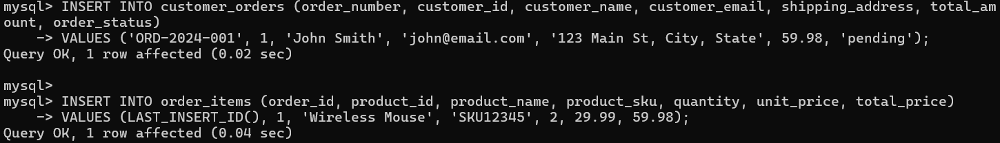 mysql> INSERT INTO customer_orders (order_number, customer_id, customer_name, customer_email, shipping_address, total_am
ount, order_status)
    -> VALUES ('ORD-2024-001', 1, 'John Smith', 'john@email.com', '123 Main St, City, State', 59.98, 'pending');
Query OK, 1 row affected (0.02 sec)

mysql>
mysql> INSERT INTO order_items (order_id, product_id, product_name, product_sku, quantity, unit_price, total_price)
    -> VALUES (LAST_INSERT_ID(), 1, 'Wireless Mouse', 'SKU12345', 2, 29.99, 59.98);
Query OK, 1 row affected (0.04 sec)